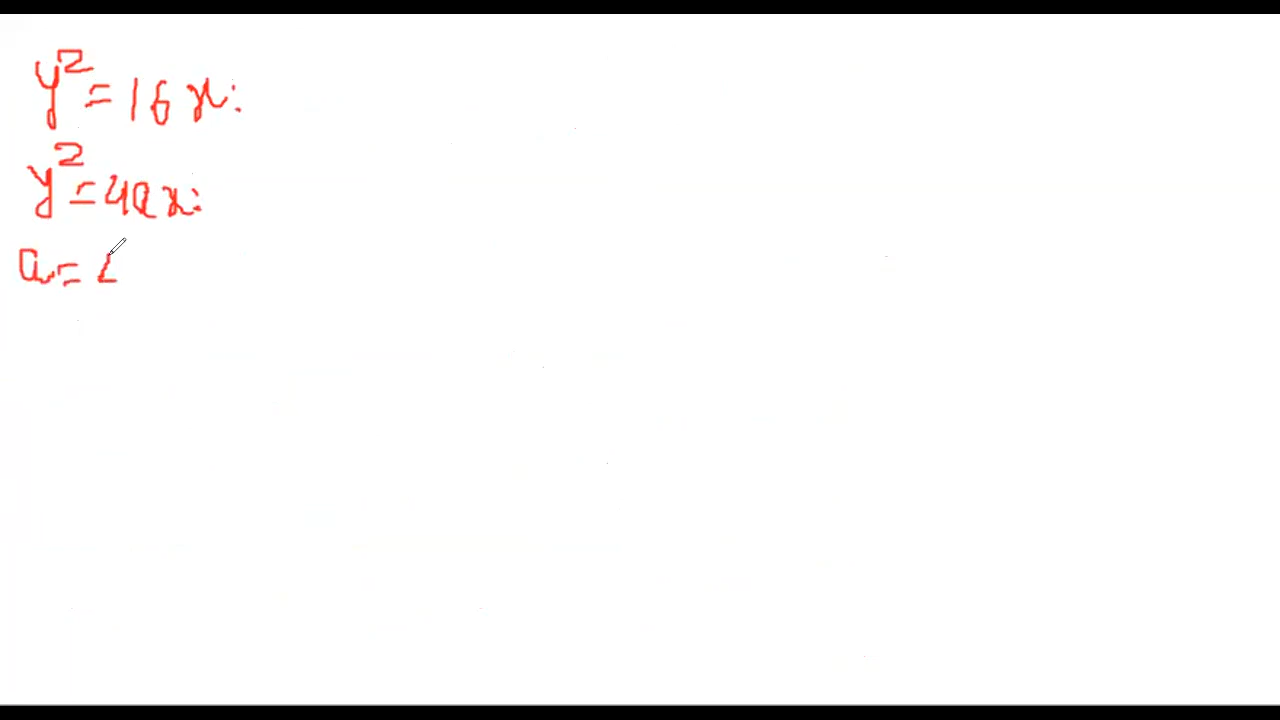 y² = 16x:
y² = 4ax:
a =